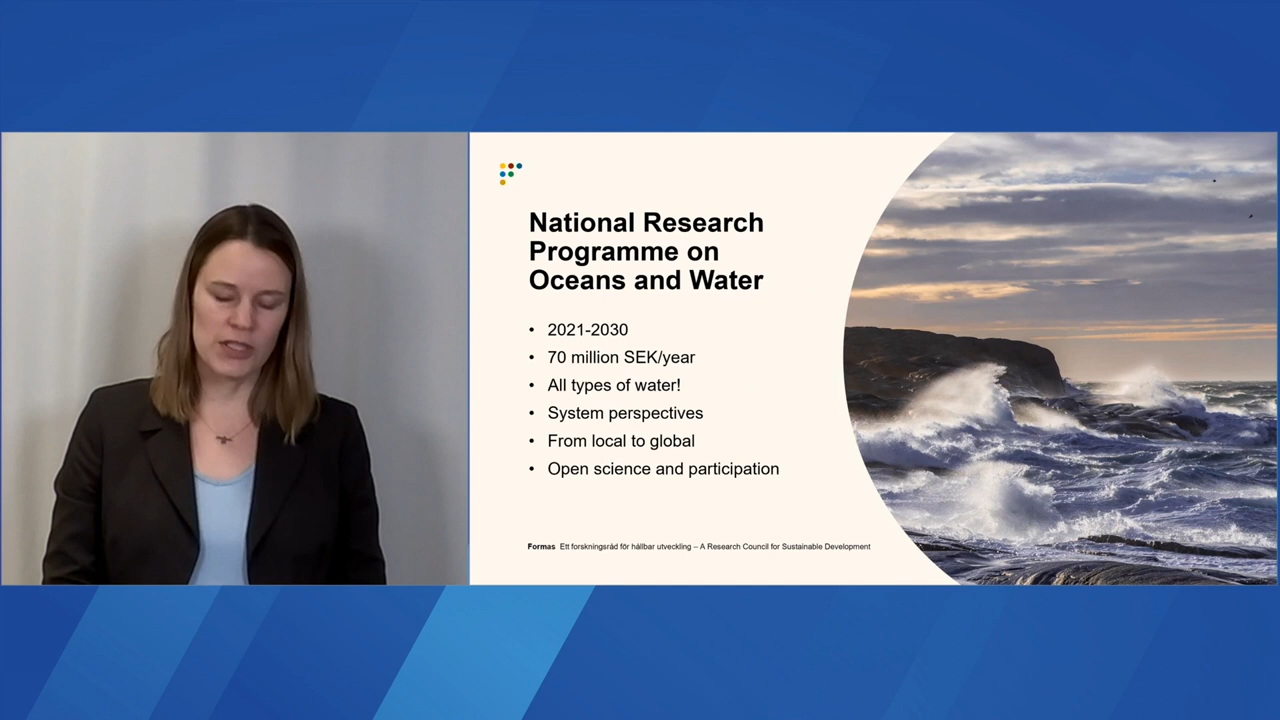 National Research
Programme on
Oceans and Water
• 2021-2030
• 70 million SEK/year
• All types of water!
• System perspectives
• From local to global
• Open science and participation
Formas Ett forskningsråd för hållbar utveckling – A Research Council for Sustainable Development